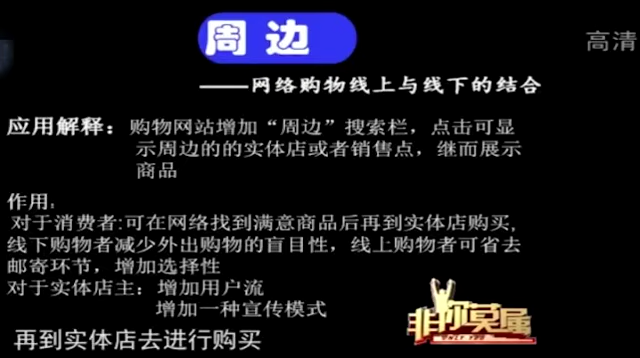 周边
高清
——网络购物线上与线下的结合
应用解释：购物网站增加“周边”搜索栏，点击可显
示周边的的实体店或者销售点，继而展示
商品
作用:
对于消费者:可在网络找到满意商品后再到实体店购买,
线下购物者减少外出购物的盲目性，线上购物者可省去
邮寄环节，增加选择性
对于实体店主：增加用户流
增加一种宣传模式
非你莫属
ONLY YOU
再到实体店去进行购买